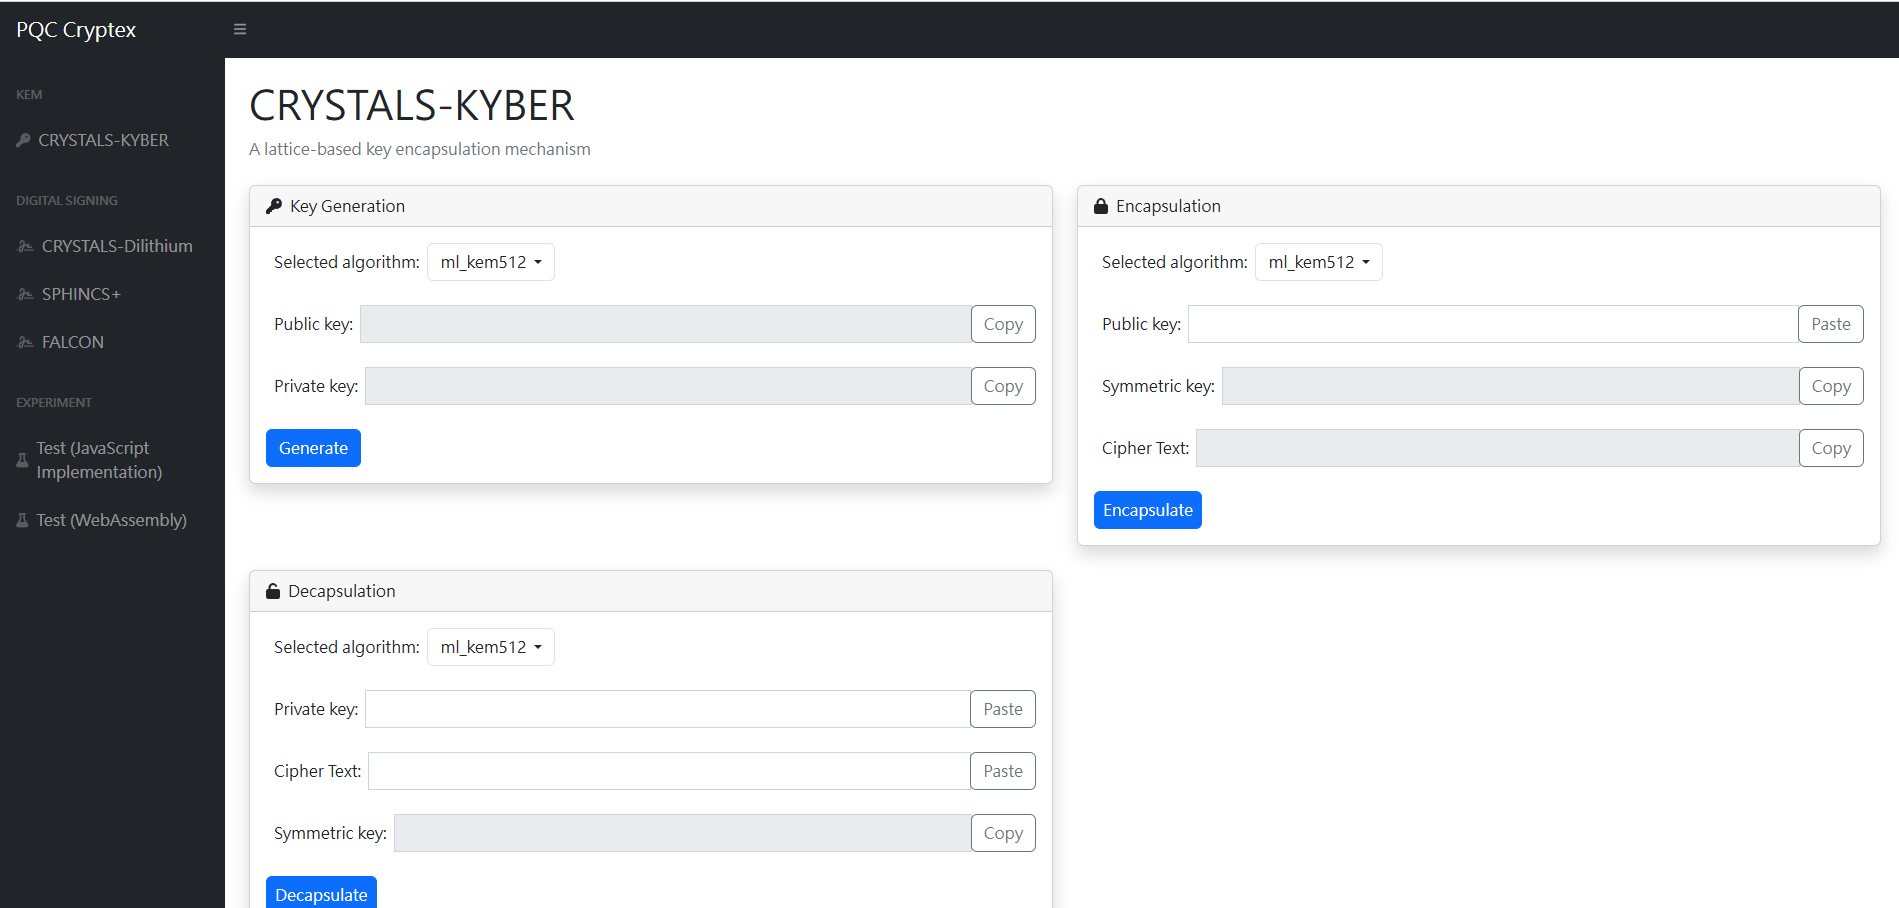 PQC Cryptex
KEM
CRYSTALS-KYBER
DIGITAL SIGNING
CRYSTALS-Dilithium
SPHINCS+
FALCON
EXPERIMENT
Test (JavaScript
Implementation)
Test (WebAssembly)
CRYSTALS-KYBER
A lattice-based key encapsulation mechanism
Key Generation
Selected algorithm: ml_kem512
Public key: Copy
Private key: Copy
Generate
Encapsulation
Selected algorithm: ml_kem512
Public key: Paste
Symmetric key: Copy
Cipher Text: Copy
Encapsulate
Decapsulation
Selected algorithm: ml_kem512
Private key: Paste
Cipher Text: Paste
Symmetric key: Copy
Decapsulate